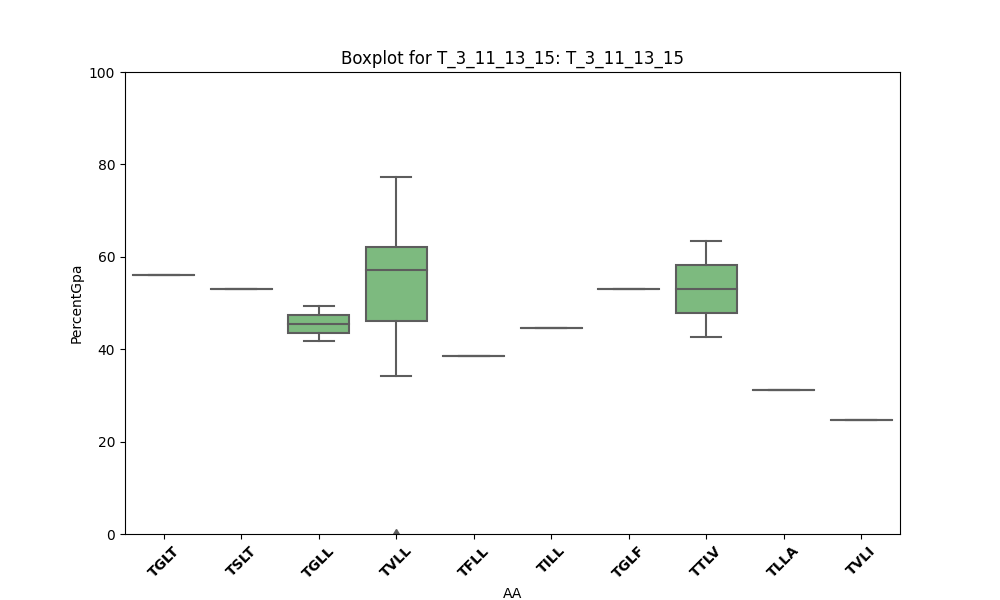 Boxplot for T_3_11_13_15: T_3_11_13_15
100
80
60
40
20
0
PercentGpa
TGLT TSLT TGLL TVLL TFLL TILL TGLF TTLV TLLA TVLI
AA